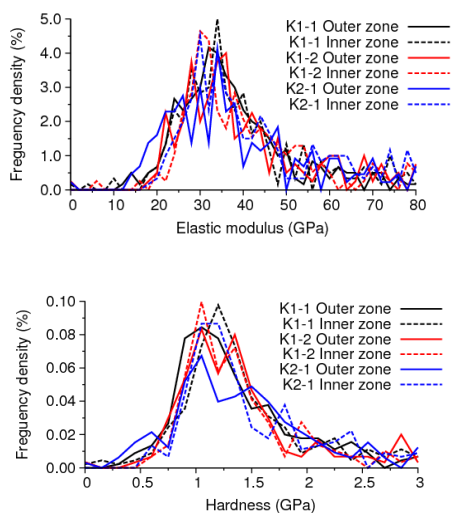 5.0
4.0
3.0
2.0
1.0
0.0
Freguency density (%)
K1-1 Outer zone
K1-1 Inner zone
K1-2 Outer zone
K1-2 Inner zone
K2-1 Outer zone
K2-1 Inner zone
0 10 20 30 40 50 60 70 80
Elastic modulus (GPa)
0.10
0.08
0.06
0.04
0.02
0.00
Freguency density (%)
K1-1 Outer zone
K1-1 Inner zone
K1-2 Outer zone
K1-2 Inner zone
K2-1 Outer zone
K2-1 Inner zone
0 0.5 1 1.5 2 2.5 3
Hardness (GPa)